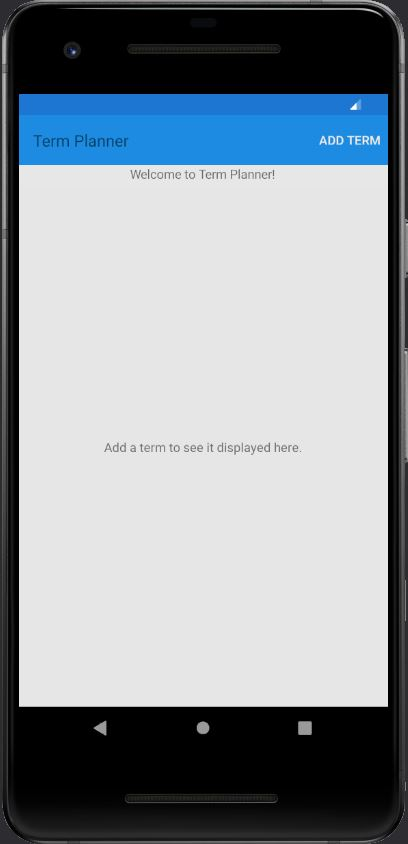 Term Planner
ADD TERM
Welcome to Term Planner!
Add a term to see it displayed here.